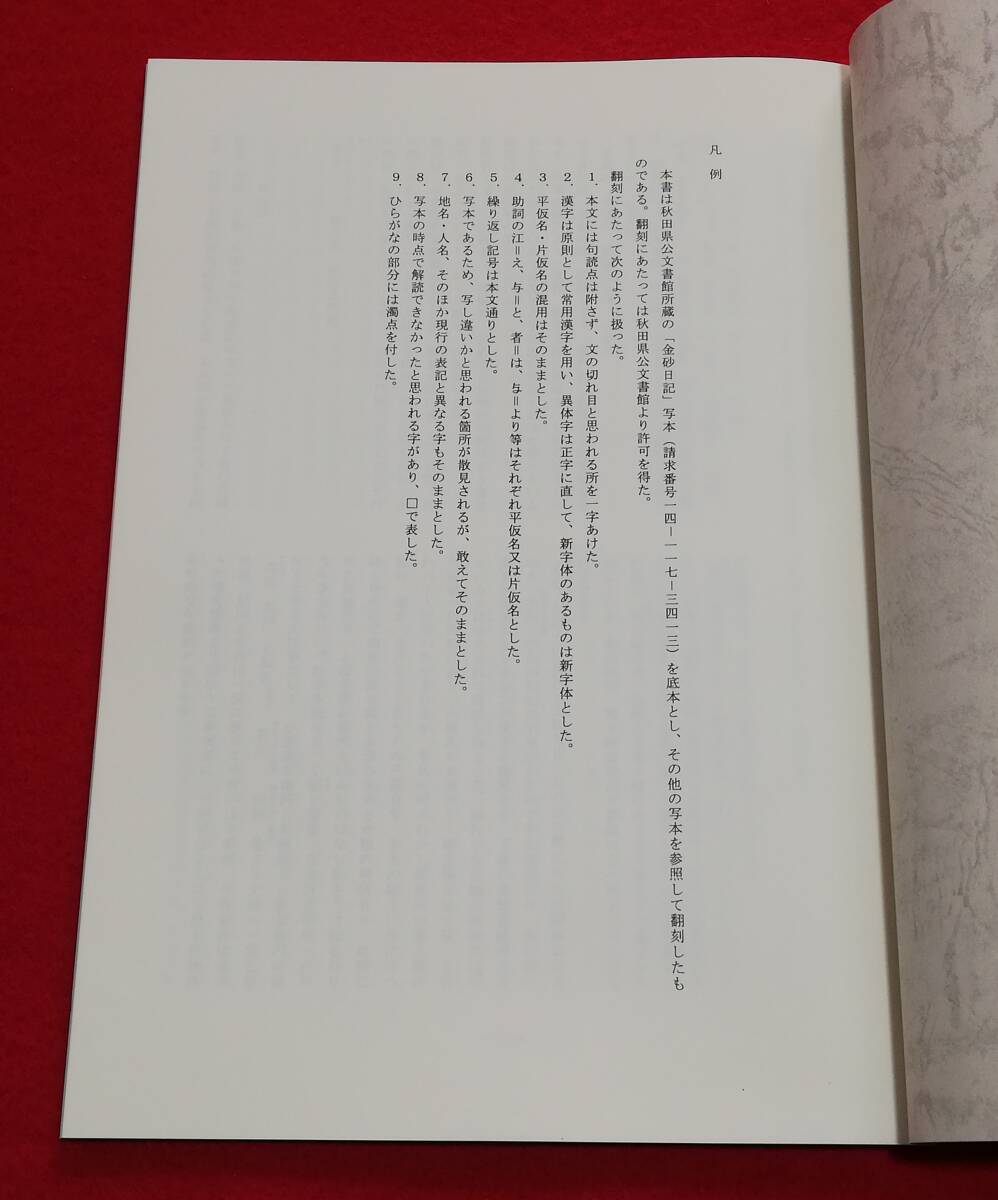 凡例
本書は秋田県公文書館所蔵の「金砂日記」写本(請求番号一四－一一七－三四一三)を底本とし、その他の写本を参照して翻刻したも
のである。翻刻にあたっては秋田県公文書館より許可を得た。
翻刻にあたって次のように扱った。
1．本文には句読点は附さず、文の切れ目と思われる所を一字あけた。
2．漢字は原則として常用漢字を用い、異体字は正字に直して、新字体のあるものは新字体とした。
3．平仮名・片仮名の混用はそのままとした。
4．助詞の江＝え、与＝と、者＝は、与＝より等はそれぞれ平仮名又は片仮名とした。
5．繰り返し記号は本文通りとした。
6．写本であるため、写し違いかと思われる箇所が散見されるが、敢えてそのままとした。
7．地名・人名、そのほか現行の表記と異なる字もそのままとした。
8．写本の時点で解読できなかったと思われる字があり、□で表した。
9．ひらがなの部分には濁点を付した。